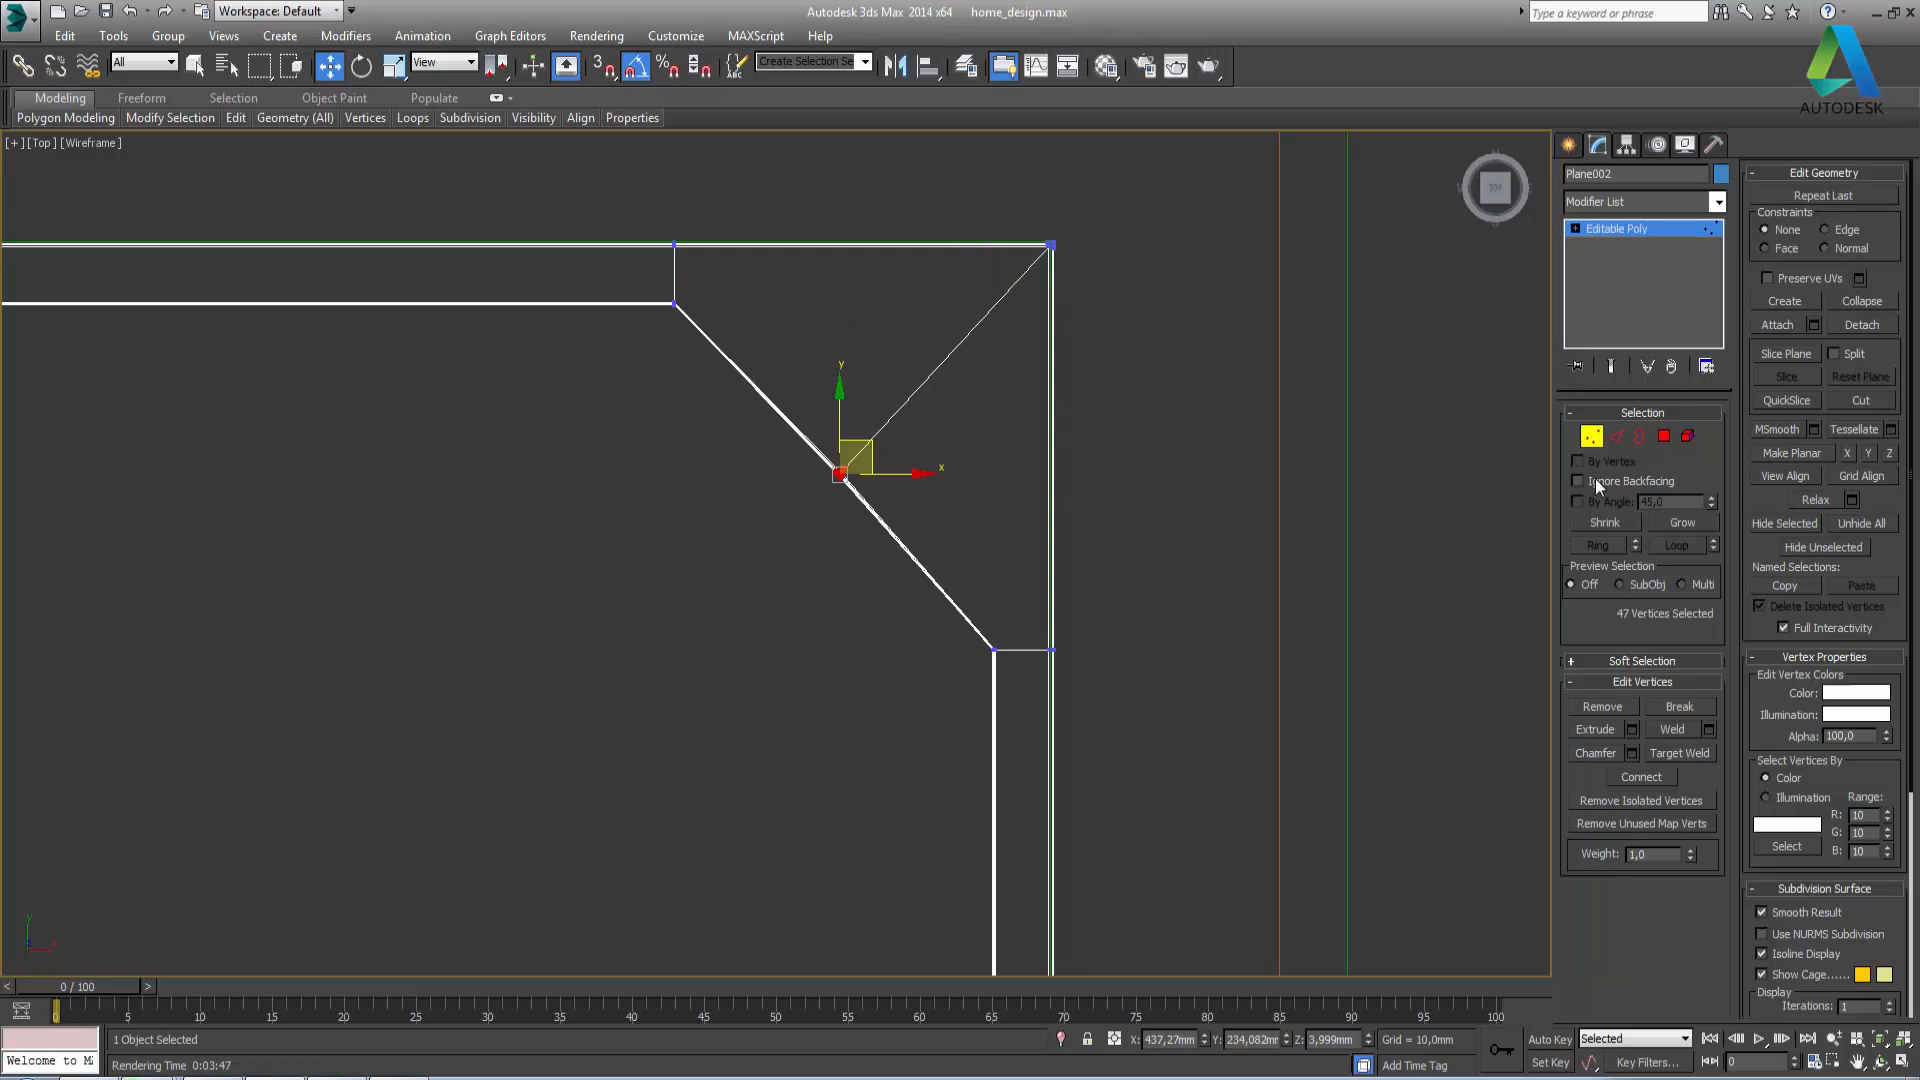 Workspace: Default
Autodesk 3ds Max 2014 x64 home_design.max
Type a keyword or phrase
Edit Tools Group Views Create Modifiers Animation Graph Editors Rendering Customize MAXScript Help
All View Create Selection Se
AUTODESK
Modeling Freeform Selection Object Paint Populate
Polygon Modeling Modify Selection Edit Geometry (All) Vertices Loops Subdivision Visibility Align Properties
[+] [Top] [Wireframe]
TOP
y
x
Plane002
Modifier List
Editable Poly
Selection
By Vertex
Ignore Backfacing
By Angle: 45,0
Shrink Grow
Ring Loop
Preview Selection
Off SubObj Multi
47 Vertices Selected
Soft Selection
Edit Vertices
Remove Break
Extrude Weld
Chamfer Target Weld
Connect
Remove Isolated Vertices
Remove Unused Map Verts
Weight: 1,0
Edit Geometry
Repeat Last
Constraints
None Edge
Face Normal
Preserve UVs
Create Collapse
Attach Detach
Slice Plane Split
Slice Reset Plane
QuickSlice Cut
MSmooth Tessellate
Make Planar X Y Z
View Align Grid Align
Relax
Hide Selected Unhide All
Hide Unselected
Named Selections:
Copy Paste
Delete Isolated Vertices
Full Interactivity
Vertex Properties
Edit Vertex Colors
Color:
Illumination:
Alpha: 100,0
Select Vertices By
Color
Illumination Range:
R: 10
G: 10
Select B: 10
Subdivision Surface
Smooth Result
Use NURMS Subdivision
Isoline Display
Show Cage......
Display
Iterations: 1
< 0 / 100 >
0 5 10 15 20 25 30 35 40 45 50 55 60 65 70 75 80 85 90 95 100
1 Object Selected X: 437,27mm Y: 234,082mm Z: 3,999mm Grid = 10,0mm Auto Key Selected
Welcome to M Rendering Time 0:03:47 Add Time Tag Set Key Key Filters... 0